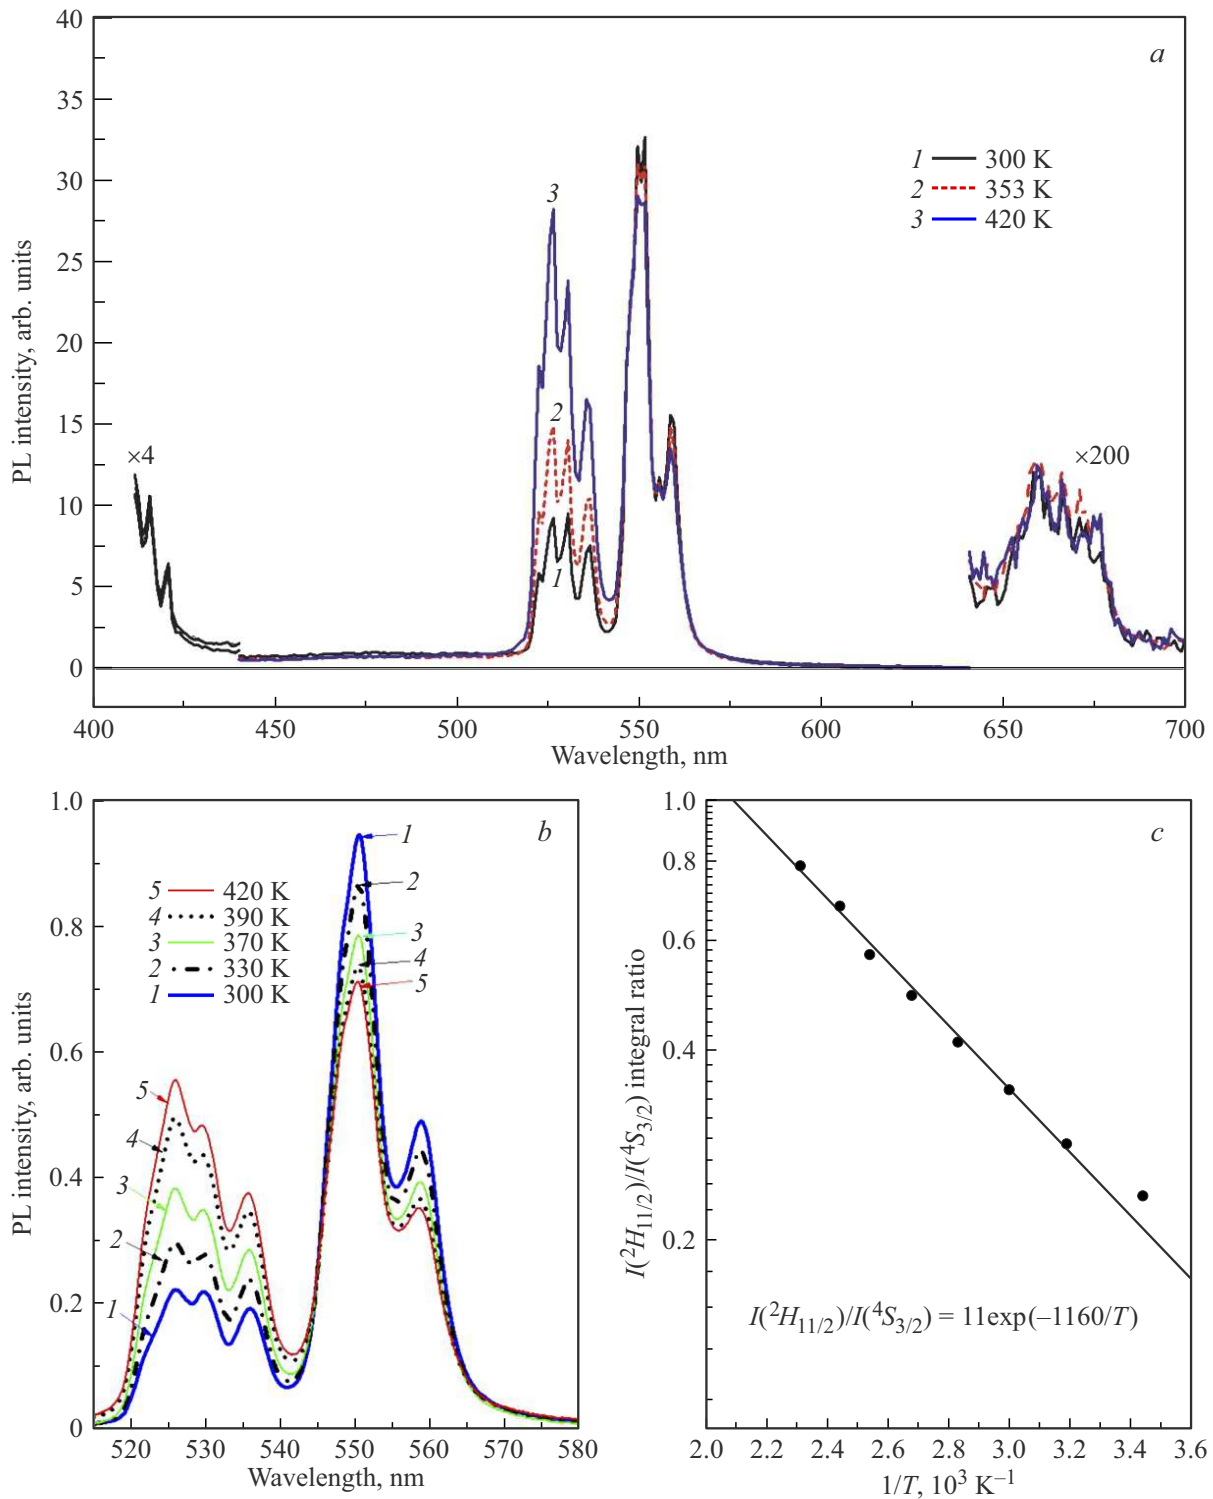 a
40
35
30
25
20
15
10
5
0
PL intensity, arb. units
1 300 K
2 353 K
3 420 K
3
2
1
×4
×200
400 450 500 550 600 650 700
Wavelength, nm
b
1.0
0.8
0.6
0.4
0.2
0
PL intensity, arb. units
5 420 K
4 390 K
3 370 K
2 330 K
1 300 K
1
2
3
4
5
5
4
3
2
1
520 530 540 550 560 570 580
Wavelength, nm
c
1.0
0.8
0.6
0.4
0.2
I(²H₁₁/₂)/I(⁴S₃/₂) integral ratio
I(²H₁₁/₂)/I(⁴S₃/₂) = 11exp(–1160/T)
2.0 2.2 2.4 2.6 2.8 3.0 3.2 3.4 3.6
1/T, 10³ K⁻¹